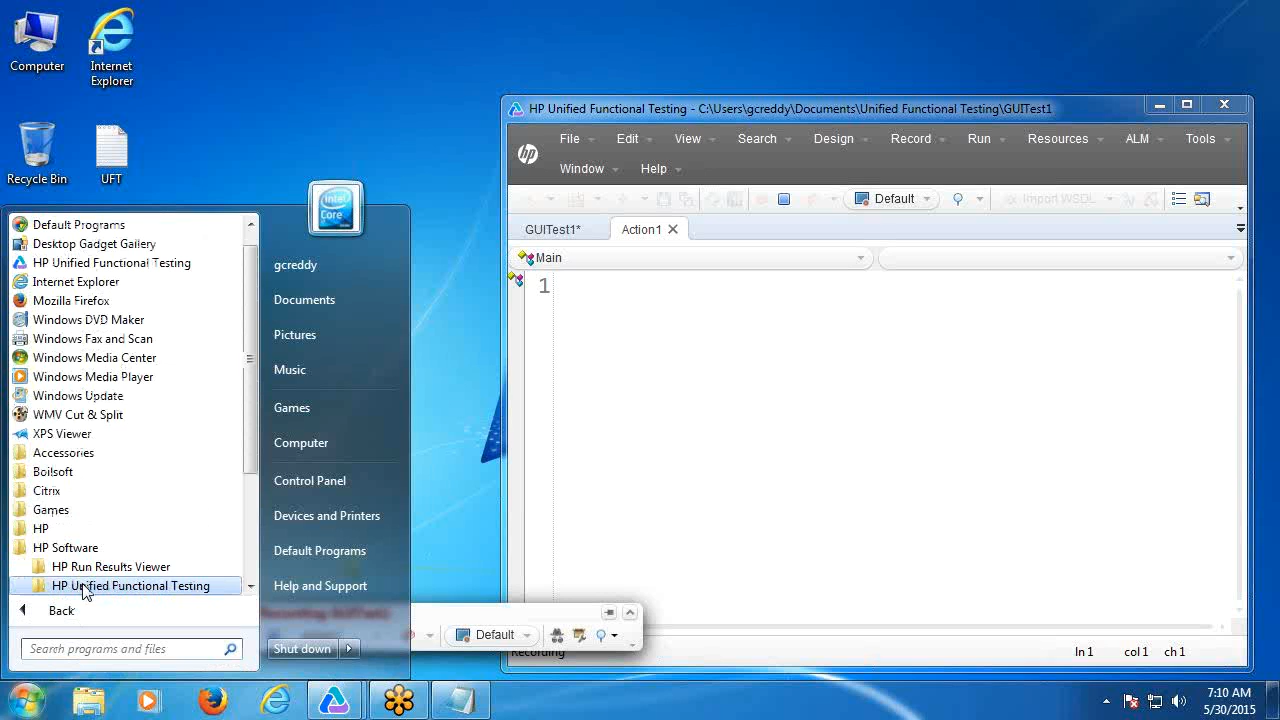 Computer
Internet
Explorer
Recycle Bin
UFT
intel
Core
HP Unified Functional Testing - C:\Users\gcreddy\Documents\Unified Functional Testing\GUITest1
hp
File Edit View Search Design Record Run Resources ALM Tools
Window Help
Default
Import WSDL
GUITest1*
Action1
Main
1
Default Programs
Desktop Gadget Gallery
HP Unified Functional Testing
Internet Explorer
Mozilla Firefox
Windows DVD Maker
Windows Fax and Scan
Windows Media Center
Windows Media Player
Windows Update
WMV Cut & Split
XPS Viewer
Accessories
Boilsoft
Citrix
Games
HP
HP Software
HP Run Results Viewer
HP Unified Functional Testing
Back
Search programs and files
gcreddy
Documents
Pictures
Music
Games
Computer
Control Panel
Devices and Printers
Default Programs
Help and Support
Shut down
Default
Recording
ln 1 col 1 ch 1
7:10 AM
5/30/2015